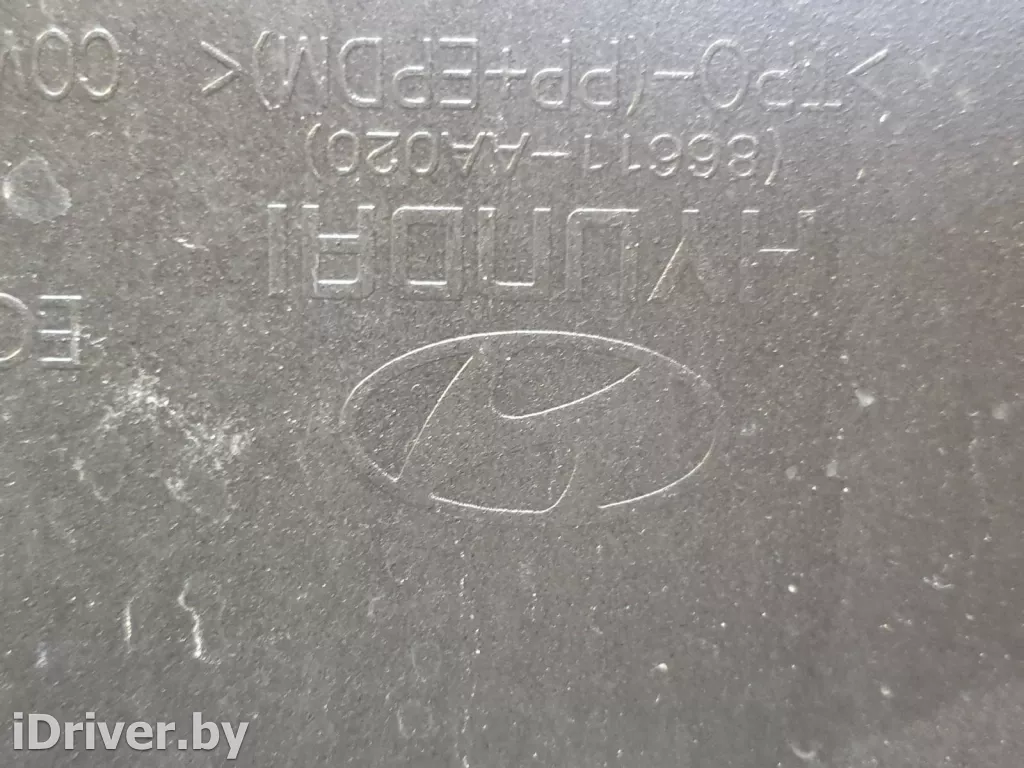 HYUNDAI
(86611-AA020)
>TPO-(PP+EPDM)<
iDriver.by